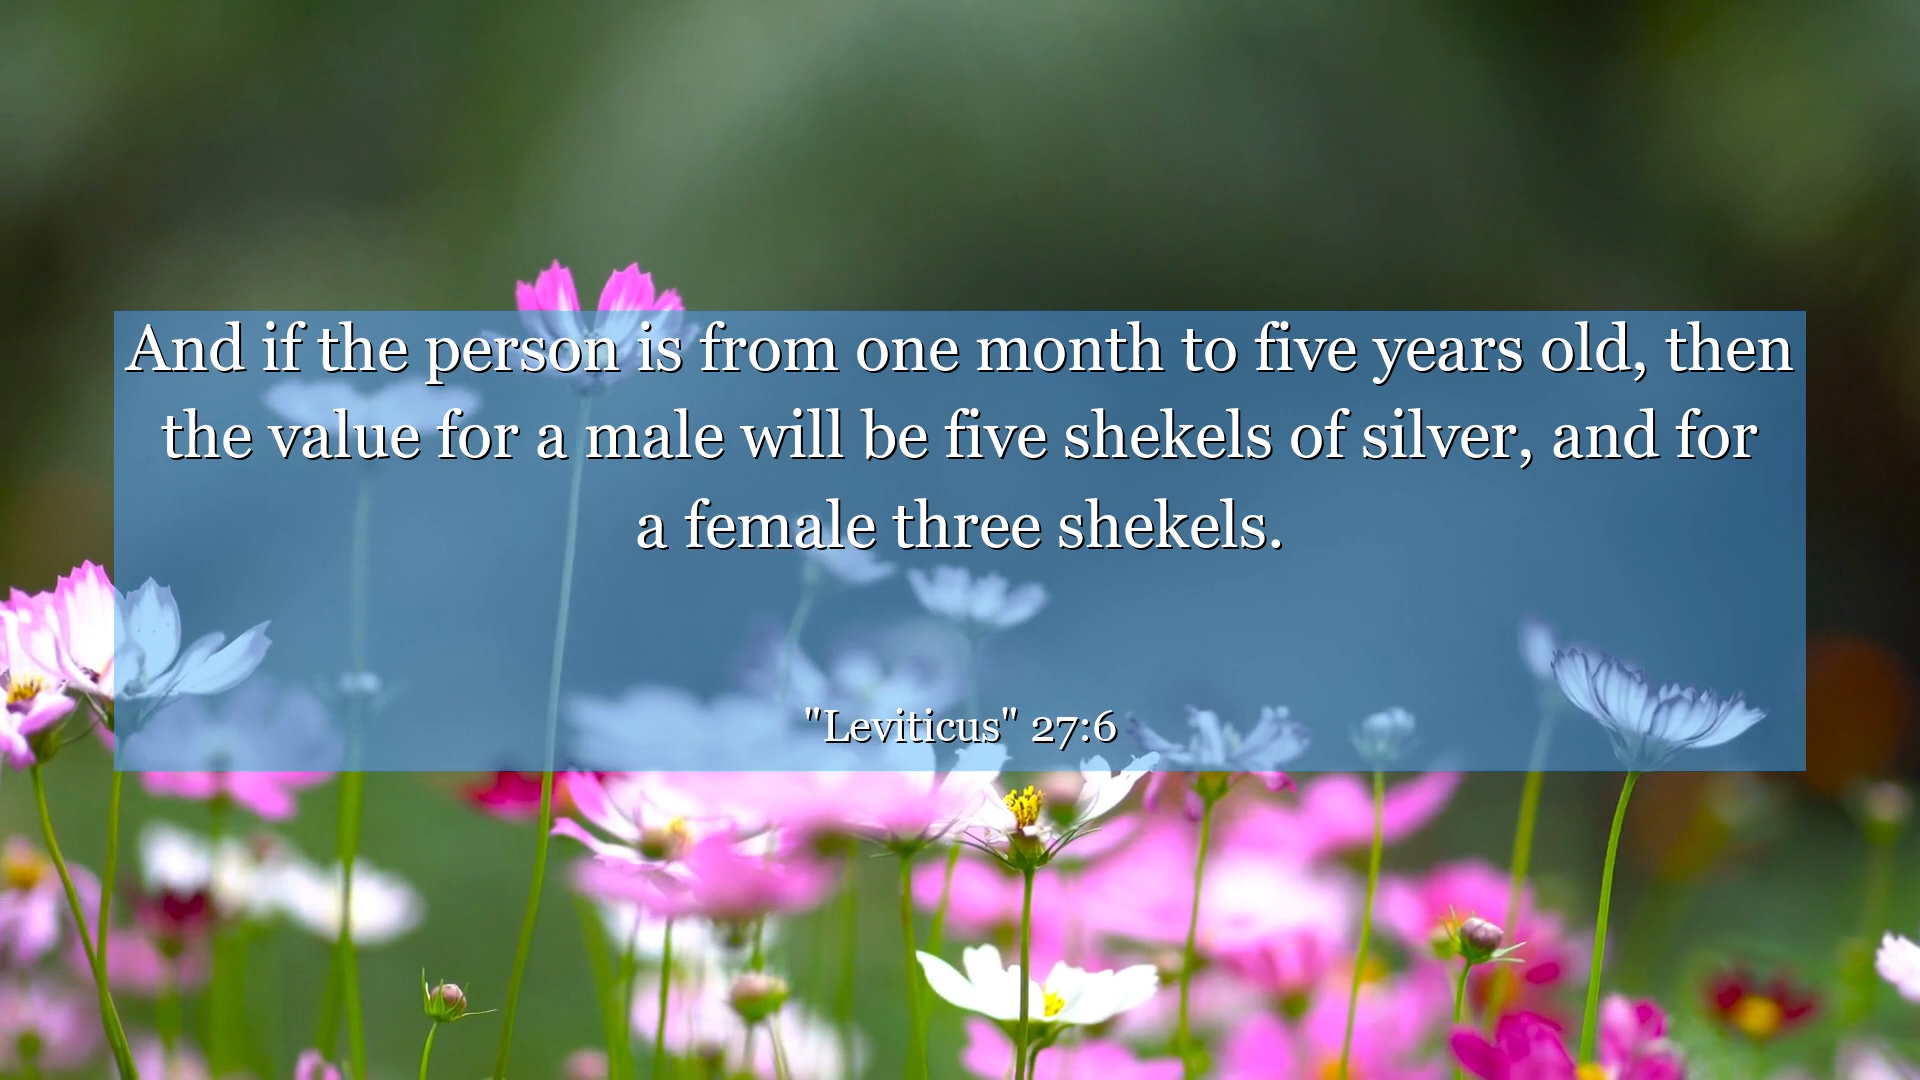 And if the person is from one month to five years old, then
the value for a male will be five shekels of silver, and for
a female three shekels.
"Leviticus" 27:6